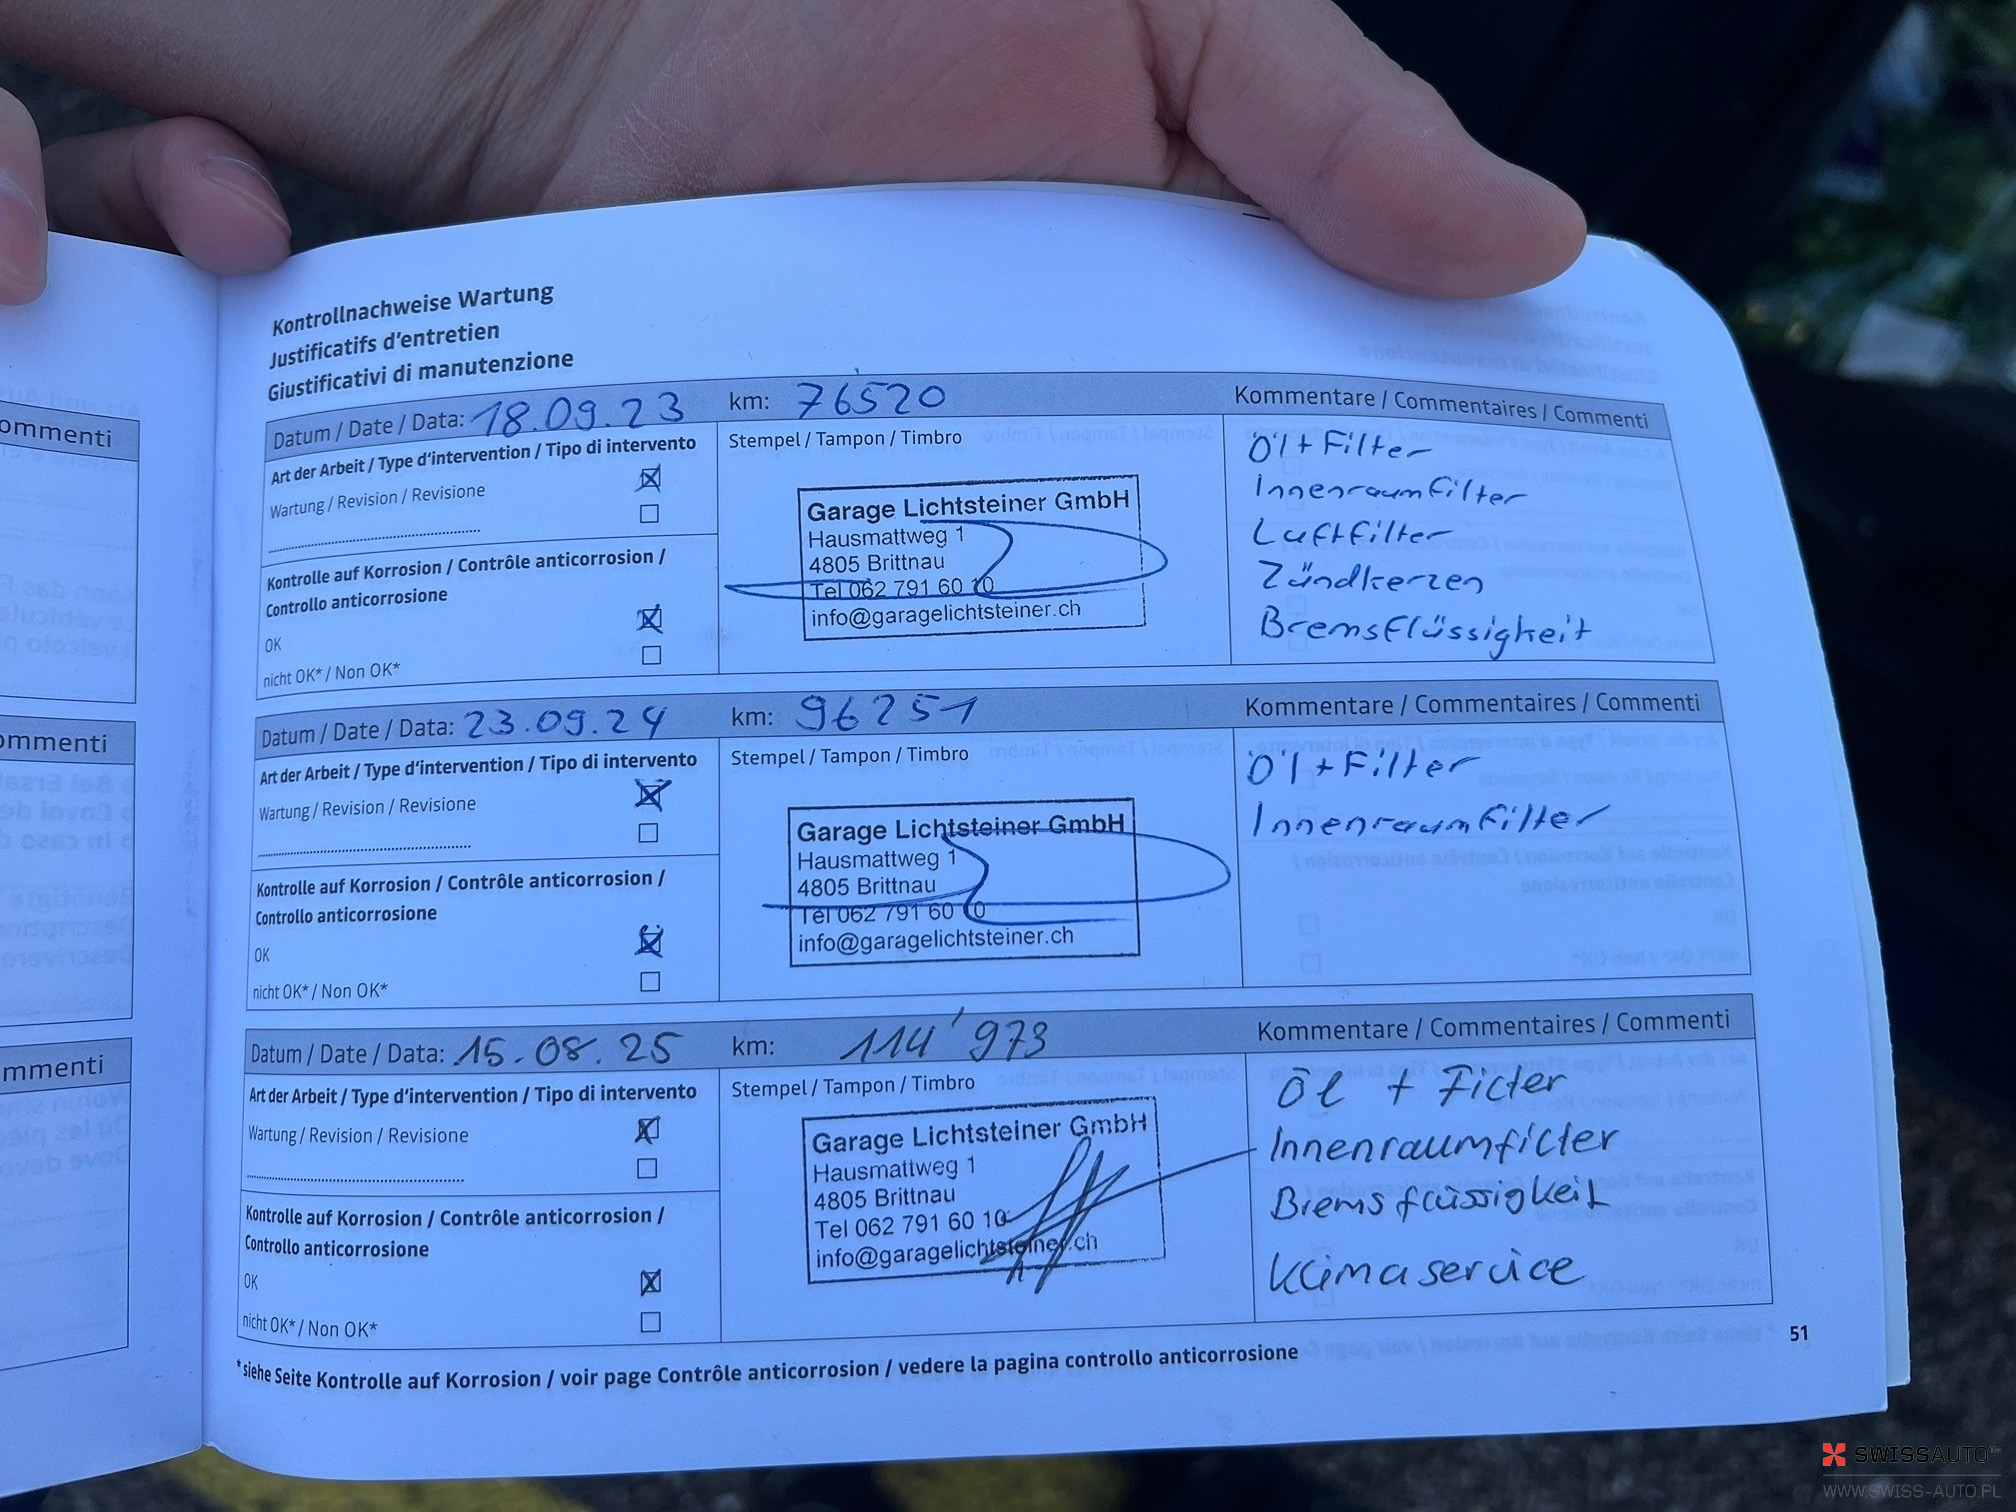 Kontrollnachweise Wartung
Justificatifs d'entretien
Giustificativi di manutenzione
Datum / Date / Data: 18.09.23 km: 76520 Kommentare / Commentaires / Commenti
Art der Arbeit / Type d'intervention / Tipo di intervento
Wartung / Revision / Revisione
Kontrolle auf Korrosion / Contrôle anticorrosion /
Controllo anticorrosione
OK
nicht OK* / Non OK*
Stempel / Tampon / Timbro
Garage Lichtsteiner GmbH
Hausmattweg 1
4805 Brittnau
Tel 062 791 60 10
info@garagelichtsteiner.ch
Öl + Filter
Innenraumfilter
Luftfilter
Zündkerzen
Bremsflüssigkeit
Datum / Date / Data: 23.09.24 km: 96251 Kommentare / Commentaires / Commenti
Art der Arbeit / Type d'intervention / Tipo di intervento
Wartung / Revision / Revisione
Kontrolle auf Korrosion / Contrôle anticorrosion /
Controllo anticorrosione
OK
nicht OK* / Non OK*
Stempel / Tampon / Timbro
Garage Lichtsteiner GmbH
Hausmattweg 1
4805 Brittnau
Tel 062 791 60 10
info@garagelichtsteiner.ch
Öl + Filter
Innenraumfilter
Datum / Date / Data: 15.08.25 km: 114'973 Kommentare / Commentaires / Commenti
Art der Arbeit / Type d'intervention / Tipo di intervento
Wartung / Revision / Revisione
Kontrolle auf Korrosion / Contrôle anticorrosion /
Controllo anticorrosione
OK
nicht OK* / Non OK*
Stempel / Tampon / Timbro
Garage Lichtsteiner GmbH
Hausmattweg 1
4805 Brittnau
Tel 062 791 60 10
info@garagelichtsteiner.ch
Öl + Filter
Innenraumfilter
Bremsflüssigkeit
Klimaservice
*siehe Seite Kontrolle auf Korrosion / voir page Contrôle anticorrosion / vedere la pagina controllo anticorrosione
51
ommenti
ommenti
mmenti
SWISSAUTO
WWW.SWISS-AUTO.PL